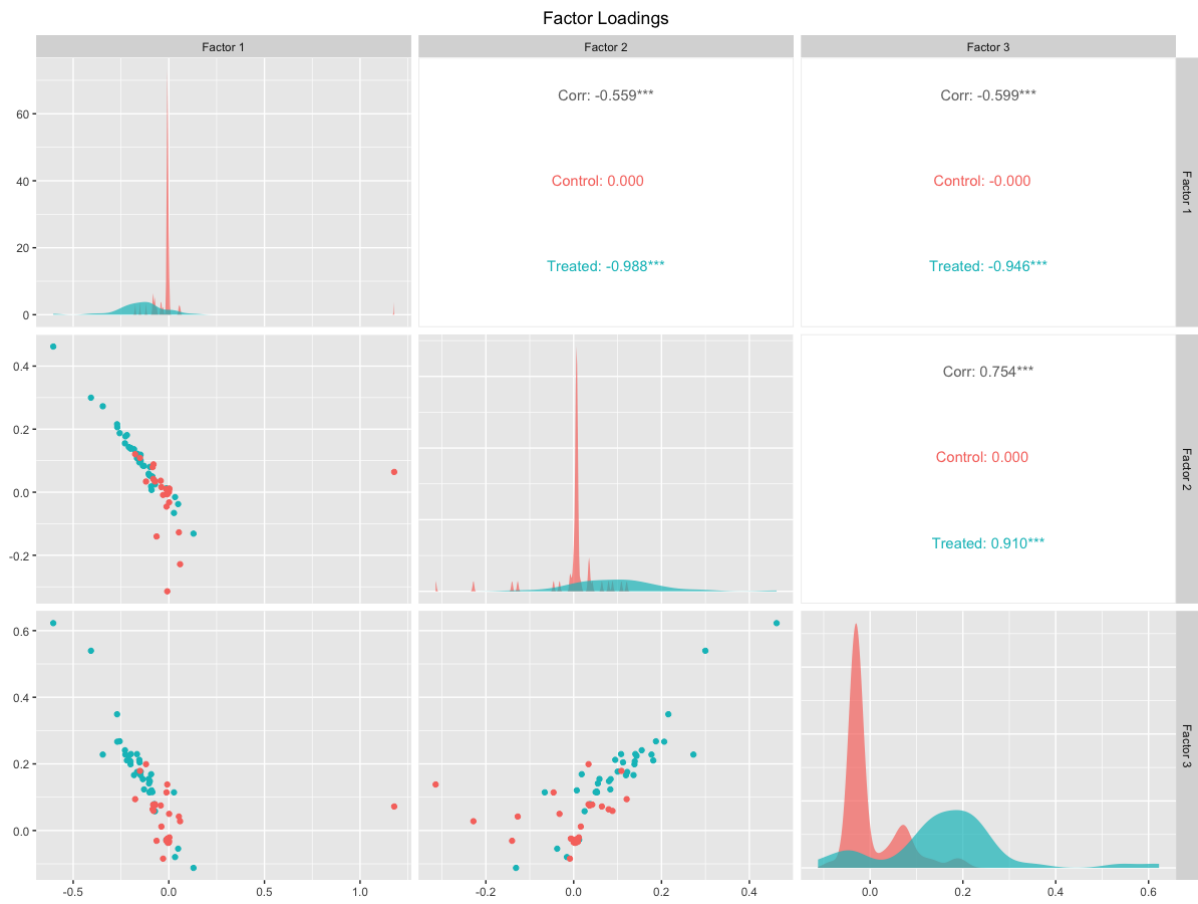 Factor Loadings
Factor 1 Factor 2 Factor 3
60
40
20
0
Corr: -0.559***
Control: 0.000
Treated: -0.988***
Corr: -0.599***
Control: -0.000
Treated: -0.946***
Factor 1
0.4
0.2
0.0
-0.2
Corr: 0.754***
Control: 0.000
Treated: 0.910***
Factor 2
0.6
0.4
0.2
0.0
Factor 3
-0.5 0.0 0.5 1.0
-0.2 0.0 0.2 0.4
0.0 0.2 0.4 0.6